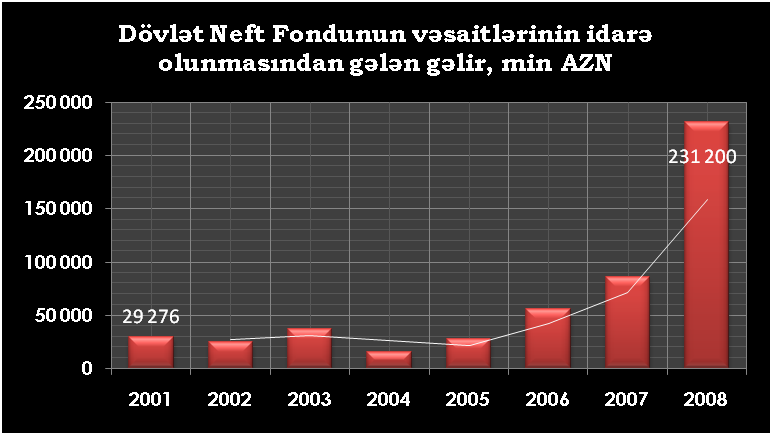 Dövlət Neft Fondunun vəsaitlərinin idarə
olunmasından gələn gəlir, min AZN
250 000
200 000
150 000
100 000
50 000
0
29 276
231 200
2001 2002 2003 2004 2005 2006 2007 2008